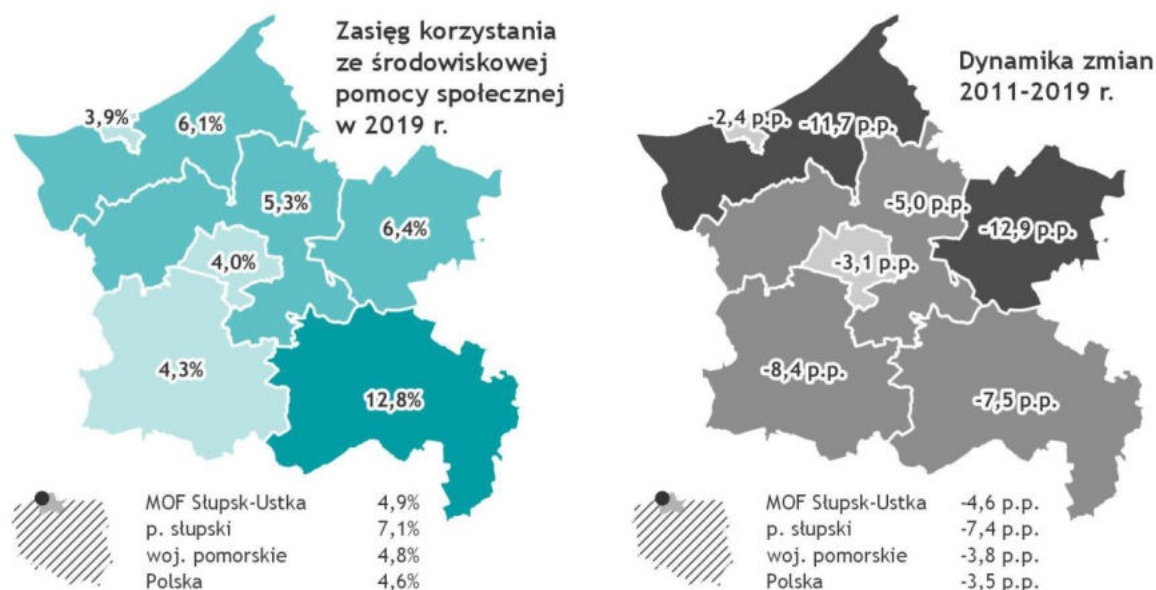 Zasięg korzystania
ze środowiskowej
pomocy społecznej
w 2019 r.
3,9%
6,1%
5,3%
6,4%
4,0%
4,3%
12,8%
MOF Słupsk-Ustka 4,9%
p. słupski 7,1%
woj. pomorskie 4,8%
Polska 4,6%
Dynamika zmian
2011-2019 r.
-2,4 p.p.
-11,7 p.p.
-5,0 p.p.
-12,9 p.p.
-3,1 p.p.
-8,4 p.p.
-7,5 p.p.
MOF Słupsk-Ustka -4,6 p.p.
p. słupski -7,4 p.p.
woj. pomorskie -3,8 p.p.
Polska -3,5 p.p.